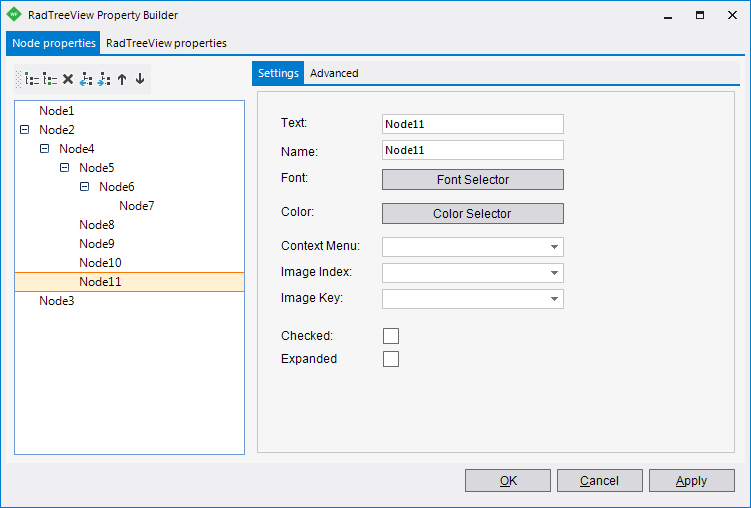 RadTreeView Property Builder
Node properties RadTreeView properties
Settings Advanced
Node1
Node2
Node4
Node5
Node6
Node7
Node8
Node9
Node10
Node11
Node3
Text: Node11
Name: Node11
Font: Font Selector
Color: Color Selector
Context Menu:
Image Index:
Image Key:
Checked:
Expanded
OK Cancel Apply